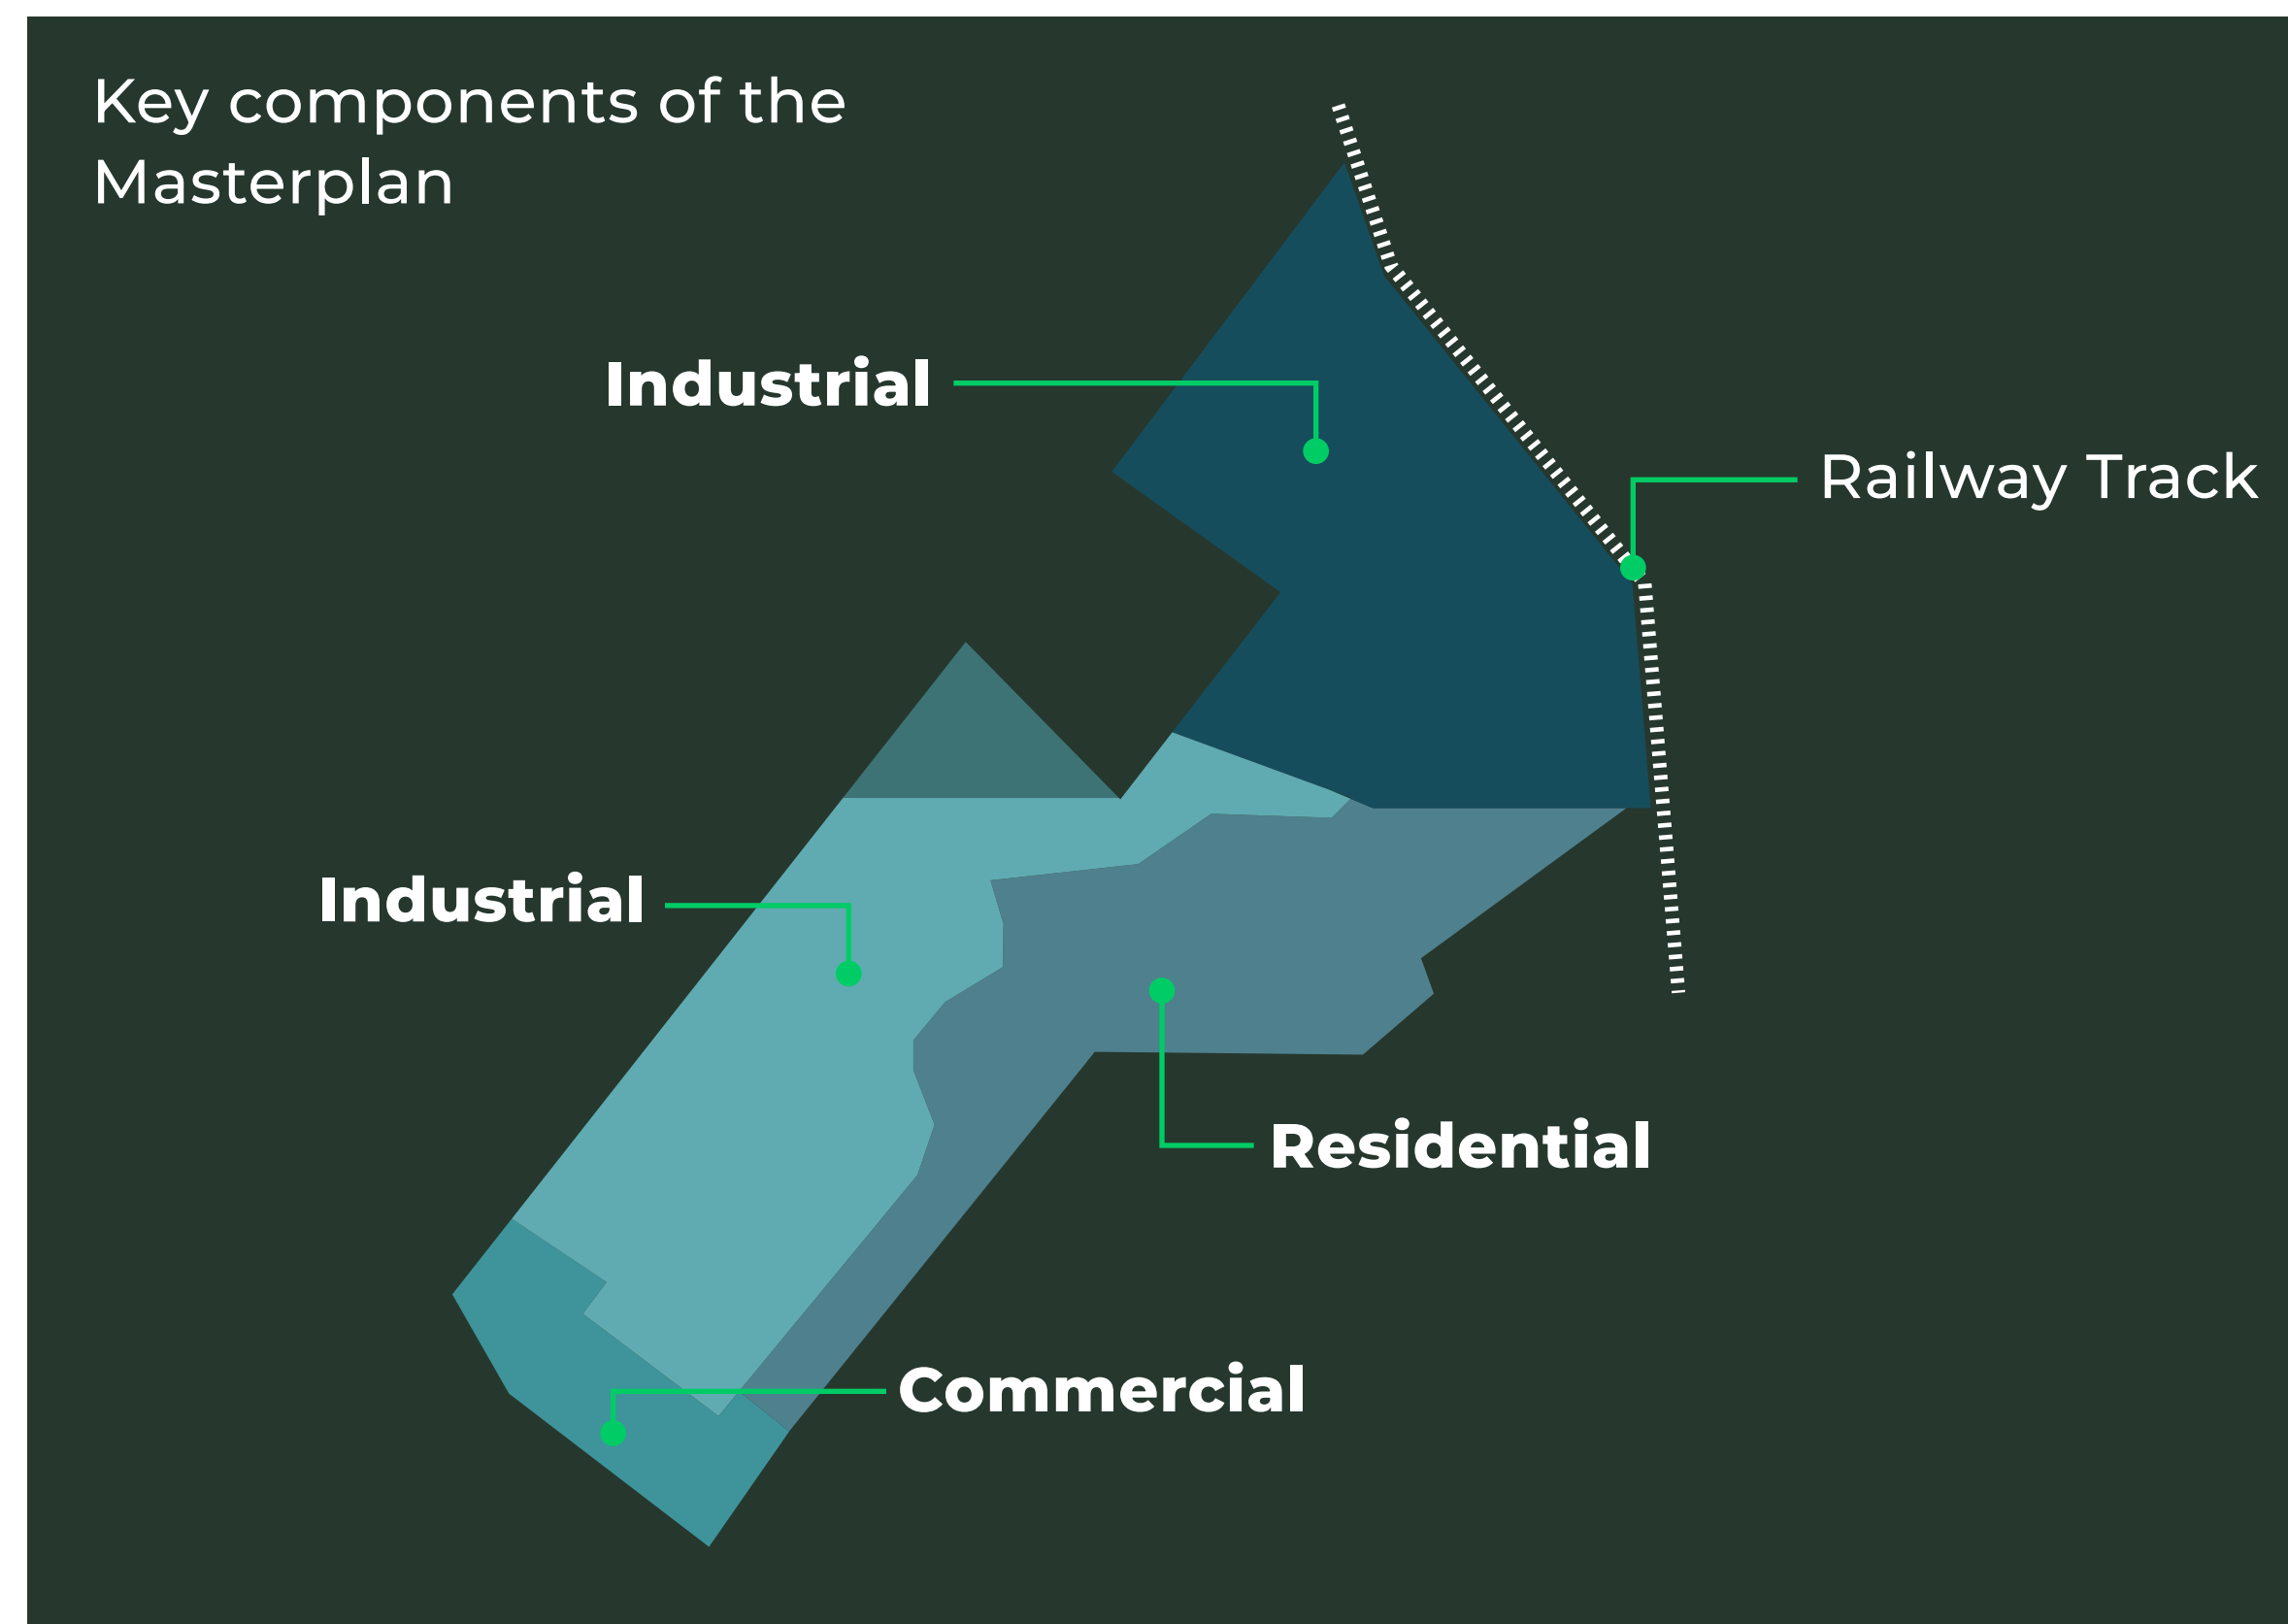 Key components of the
Masterplan
Industrial
Railway Track
Industrial
Residential
Commercial